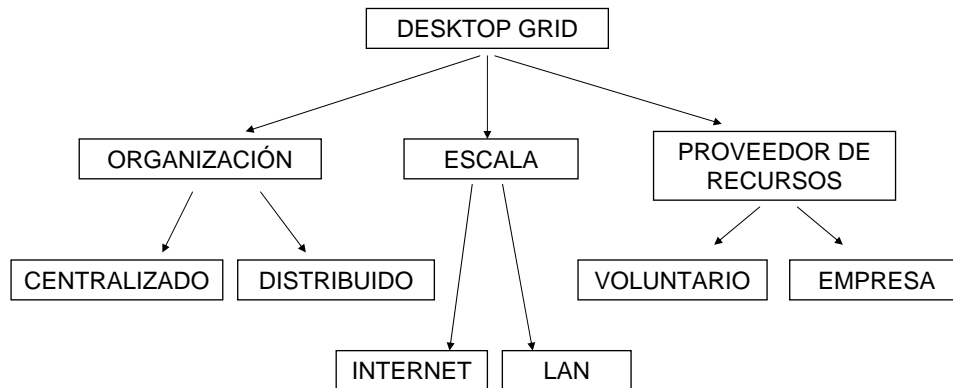 DESKTOP GRID
ORGANIZACIÓN
ESCALA
PROVEEDOR DE
RECURSOS
CENTRALIZADO
DISTRIBUIDO
VOLUNTARIO
EMPRESA
INTERNET
LAN